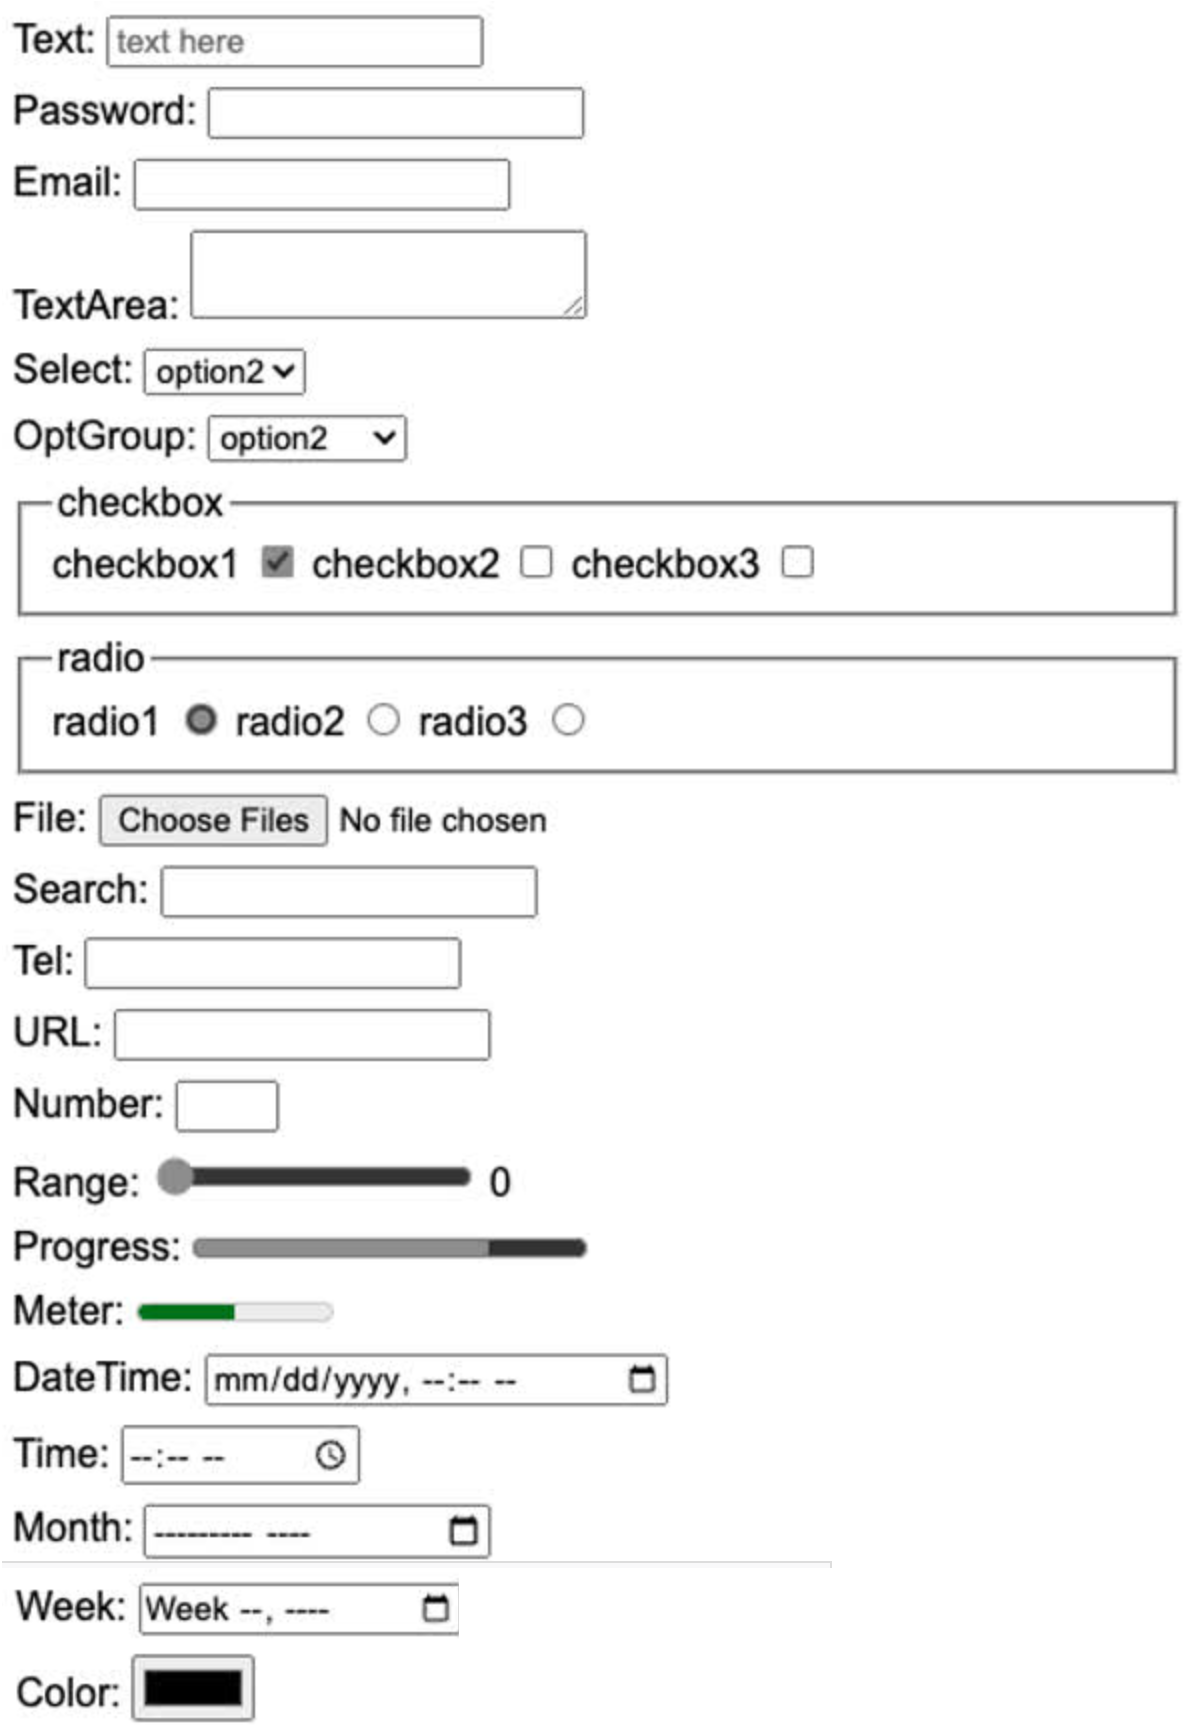 Text: text here
Password:
Email:
TextArea:
Select: option2
OptGroup: option2
checkbox
checkbox1 checkbox2 checkbox3
radio
radio1 radio2 radio3
File: Choose Files No file chosen
Search:
Tel:
URL:
Number:
Range: 0
Progress:
Meter:
DateTime: mm/dd/yyyy, --:-- --
Time: --:-- --
Month: --------- ----
Week: Week --, ----
Color: